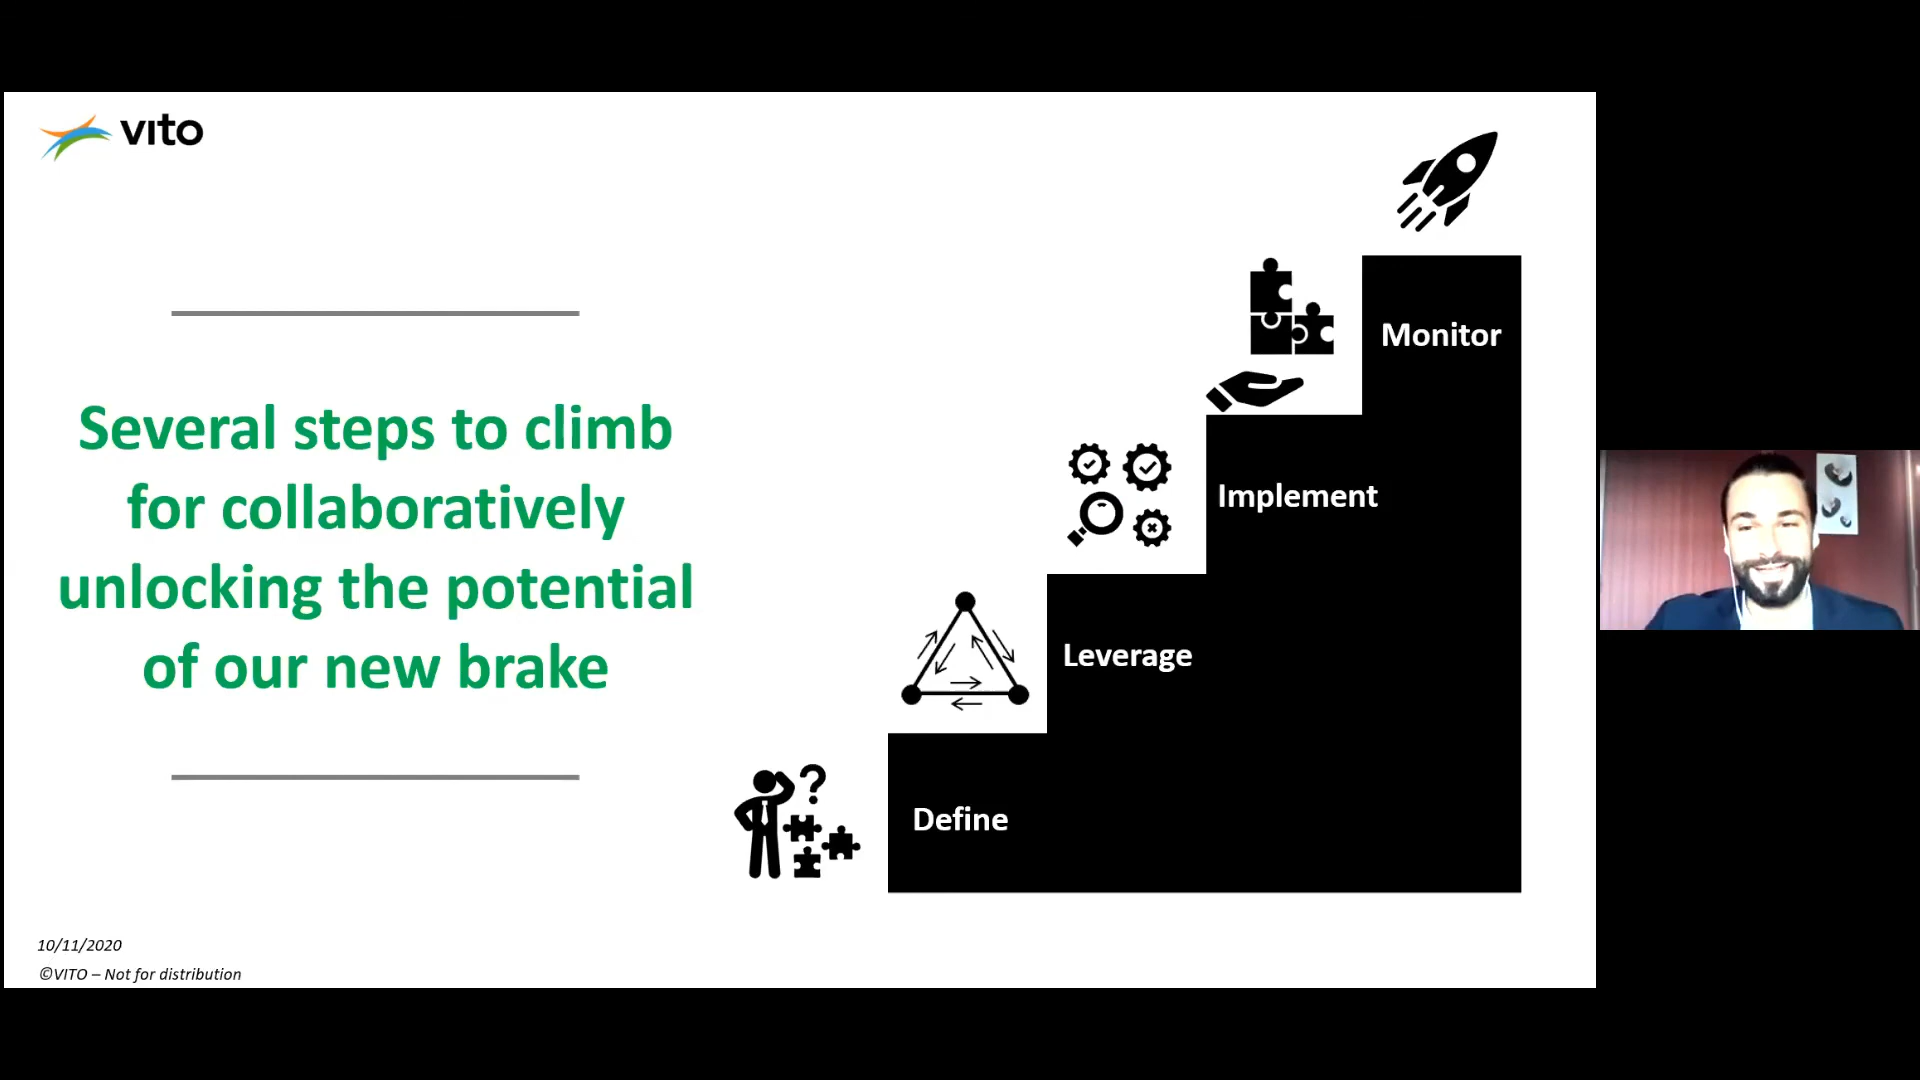 vito
Several steps to climb
for collaboratively
unlocking the potential
of our new brake
Monitor
Implement
Leverage
?
Define
10/11/2020
©VITO – Not for distribution